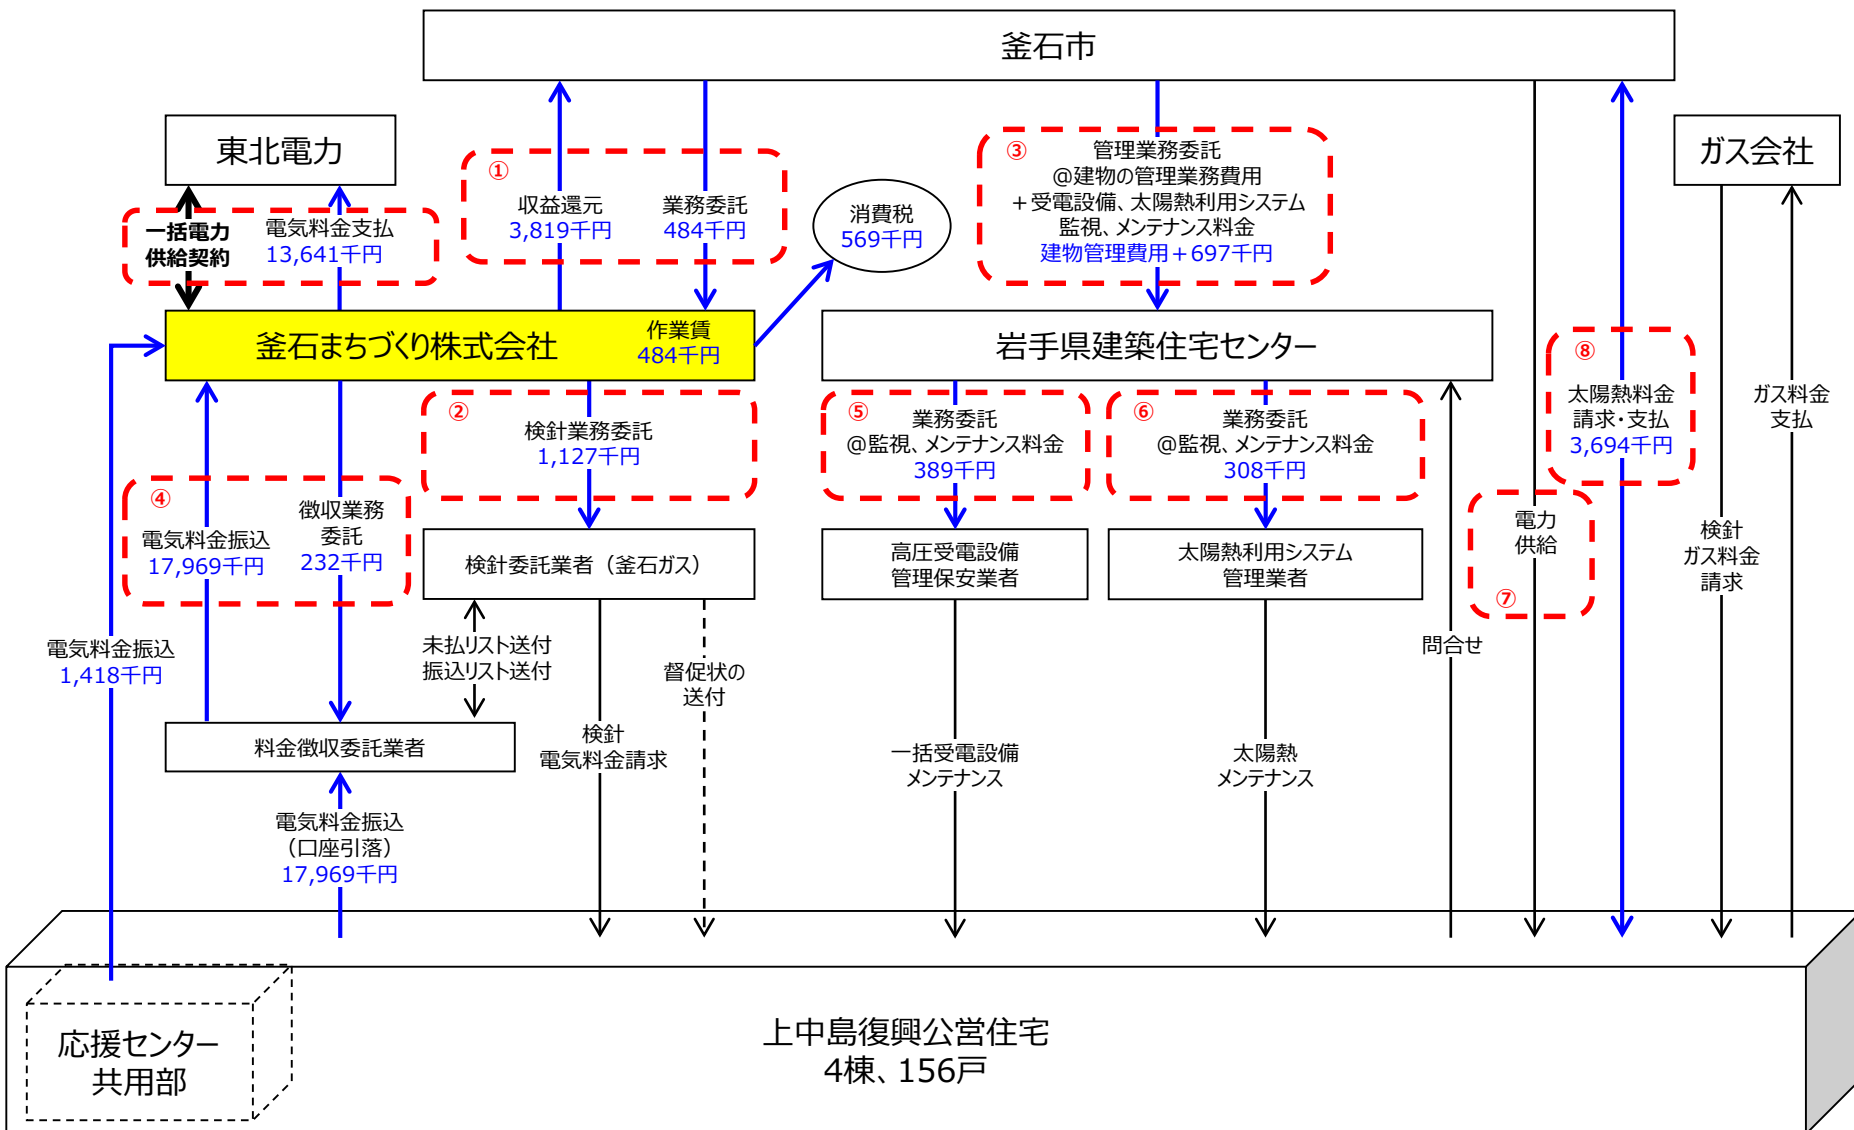 釜石市
東北電力
ガス会社
①
収益還元
3,819千円
業務委託
484千円
消費税
569千円
③
管理業務委託
@建物の管理業務費用
＋受電設備、太陽熱利用システム
監視、メンテナンス料金
建物管理費用＋697千円
一括電力
供給契約
電気料金支払
13,641千円
釜石まちづくり株式会社
作業賃
484千円
岩手県建築住宅センター
⑧
太陽熱料金
請求・支払
3,694千円
ガス料金
支払
②
検針業務委託
1,127千円
⑤
業務委託
@監視、メンテナンス料金
389千円
⑥
業務委託
@監視、メンテナンス料金
308千円
④
電気料金振込
17,969千円
徴収業務
委託
232千円
検針委託業者（釜石ガス）
高圧受電設備
管理保安業者
太陽熱利用システム
管理業者
電力
供給
⑦
検針
ガス料金
請求
電気料金振込
1,418千円
未払リスト送付
振込リスト送付
督促状の
送付
問合せ
料金徴収委託業者
検針
電気料金請求
一括受電設備
メンテナンス
太陽熱
メンテナンス
電気料金振込
（口座引落）
17,969千円
応援センター
共用部
上中島復興公営住宅
4棟、156戸